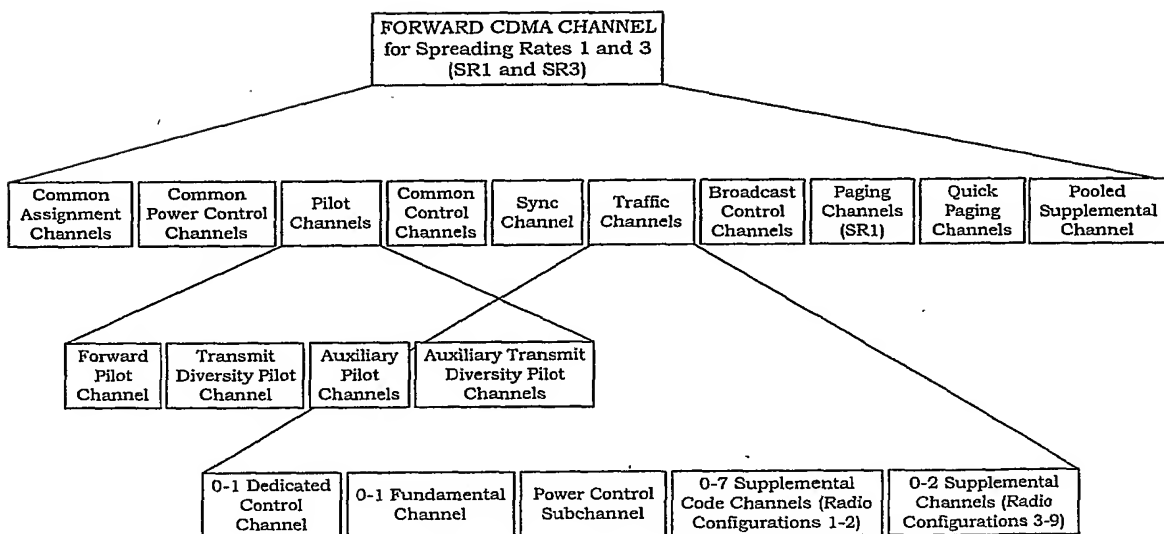 FORWARD CDMA CHANNEL
for Spreading Rates 1 and 3
(SR1 and SR3)
Common
Assignment
Channels
Common
Power Control
Channels
Pilot
Channels
Common
Control
Channels
Sync
Channel
Traffic
Channels
Broadcast
Control
Channels
Paging
Channels
(SR1)
Quick
Paging
Channels
Pooled
Supplemental
Channel
Forward
Pilot
Channel
Transmit
Diversity Pilot
Channel
Auxiliary
Pilot
Channels
Auxiliary Transmit
Diversity Pilot
Channels
0-1 Dedicated
Control
Channel
0-1 Fundamental
Channel
Power Control
Subchannel
0-7 Supplemental
Code Channels (Radio
Configurations 1-2)
0-2 Supplemental
Channels (Radio
Configurations 3-9)